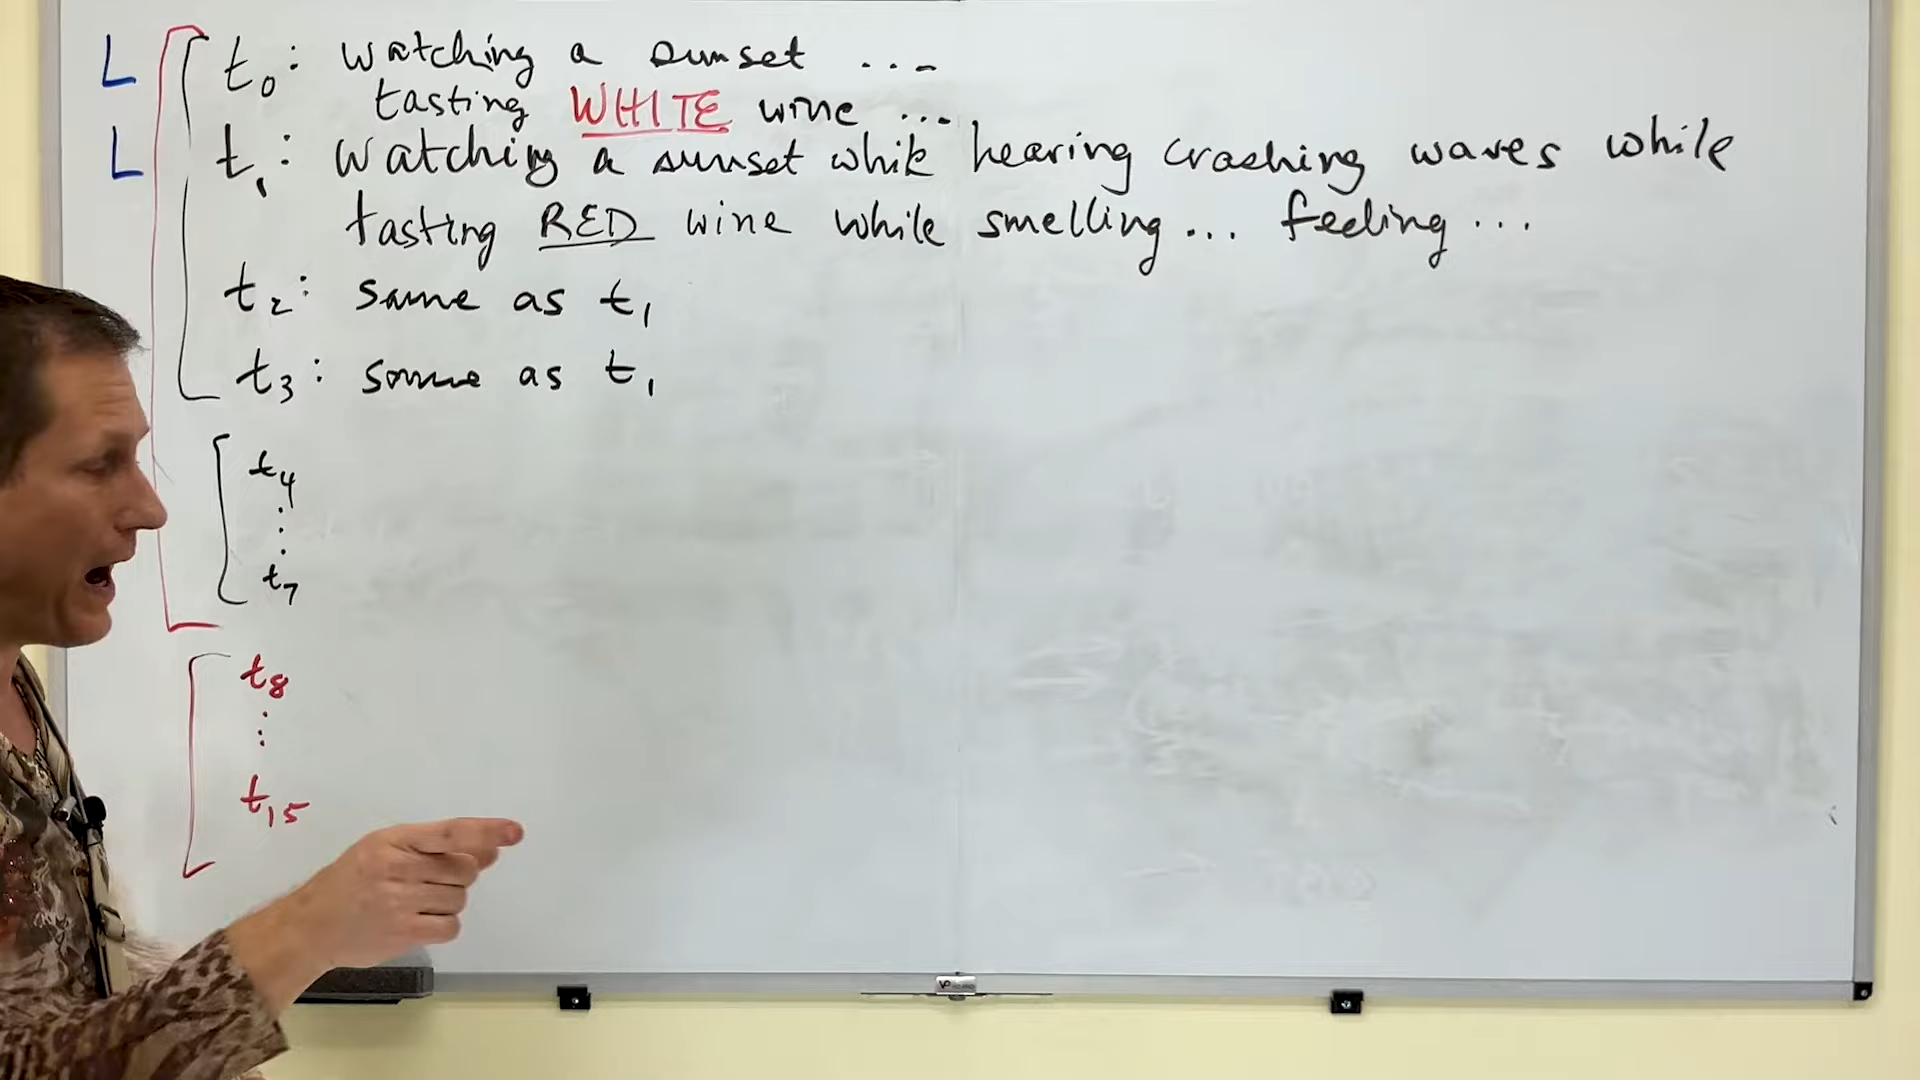 L t0: watching a sunset ...
tasting WHITE wine ...
L t1: watching a sunset while hearing crashing waves while
tasting RED wine while smelling... feeling...
t2: same as t1
t3: same as t1
t4
⋮
t7
t8
⋮
t15